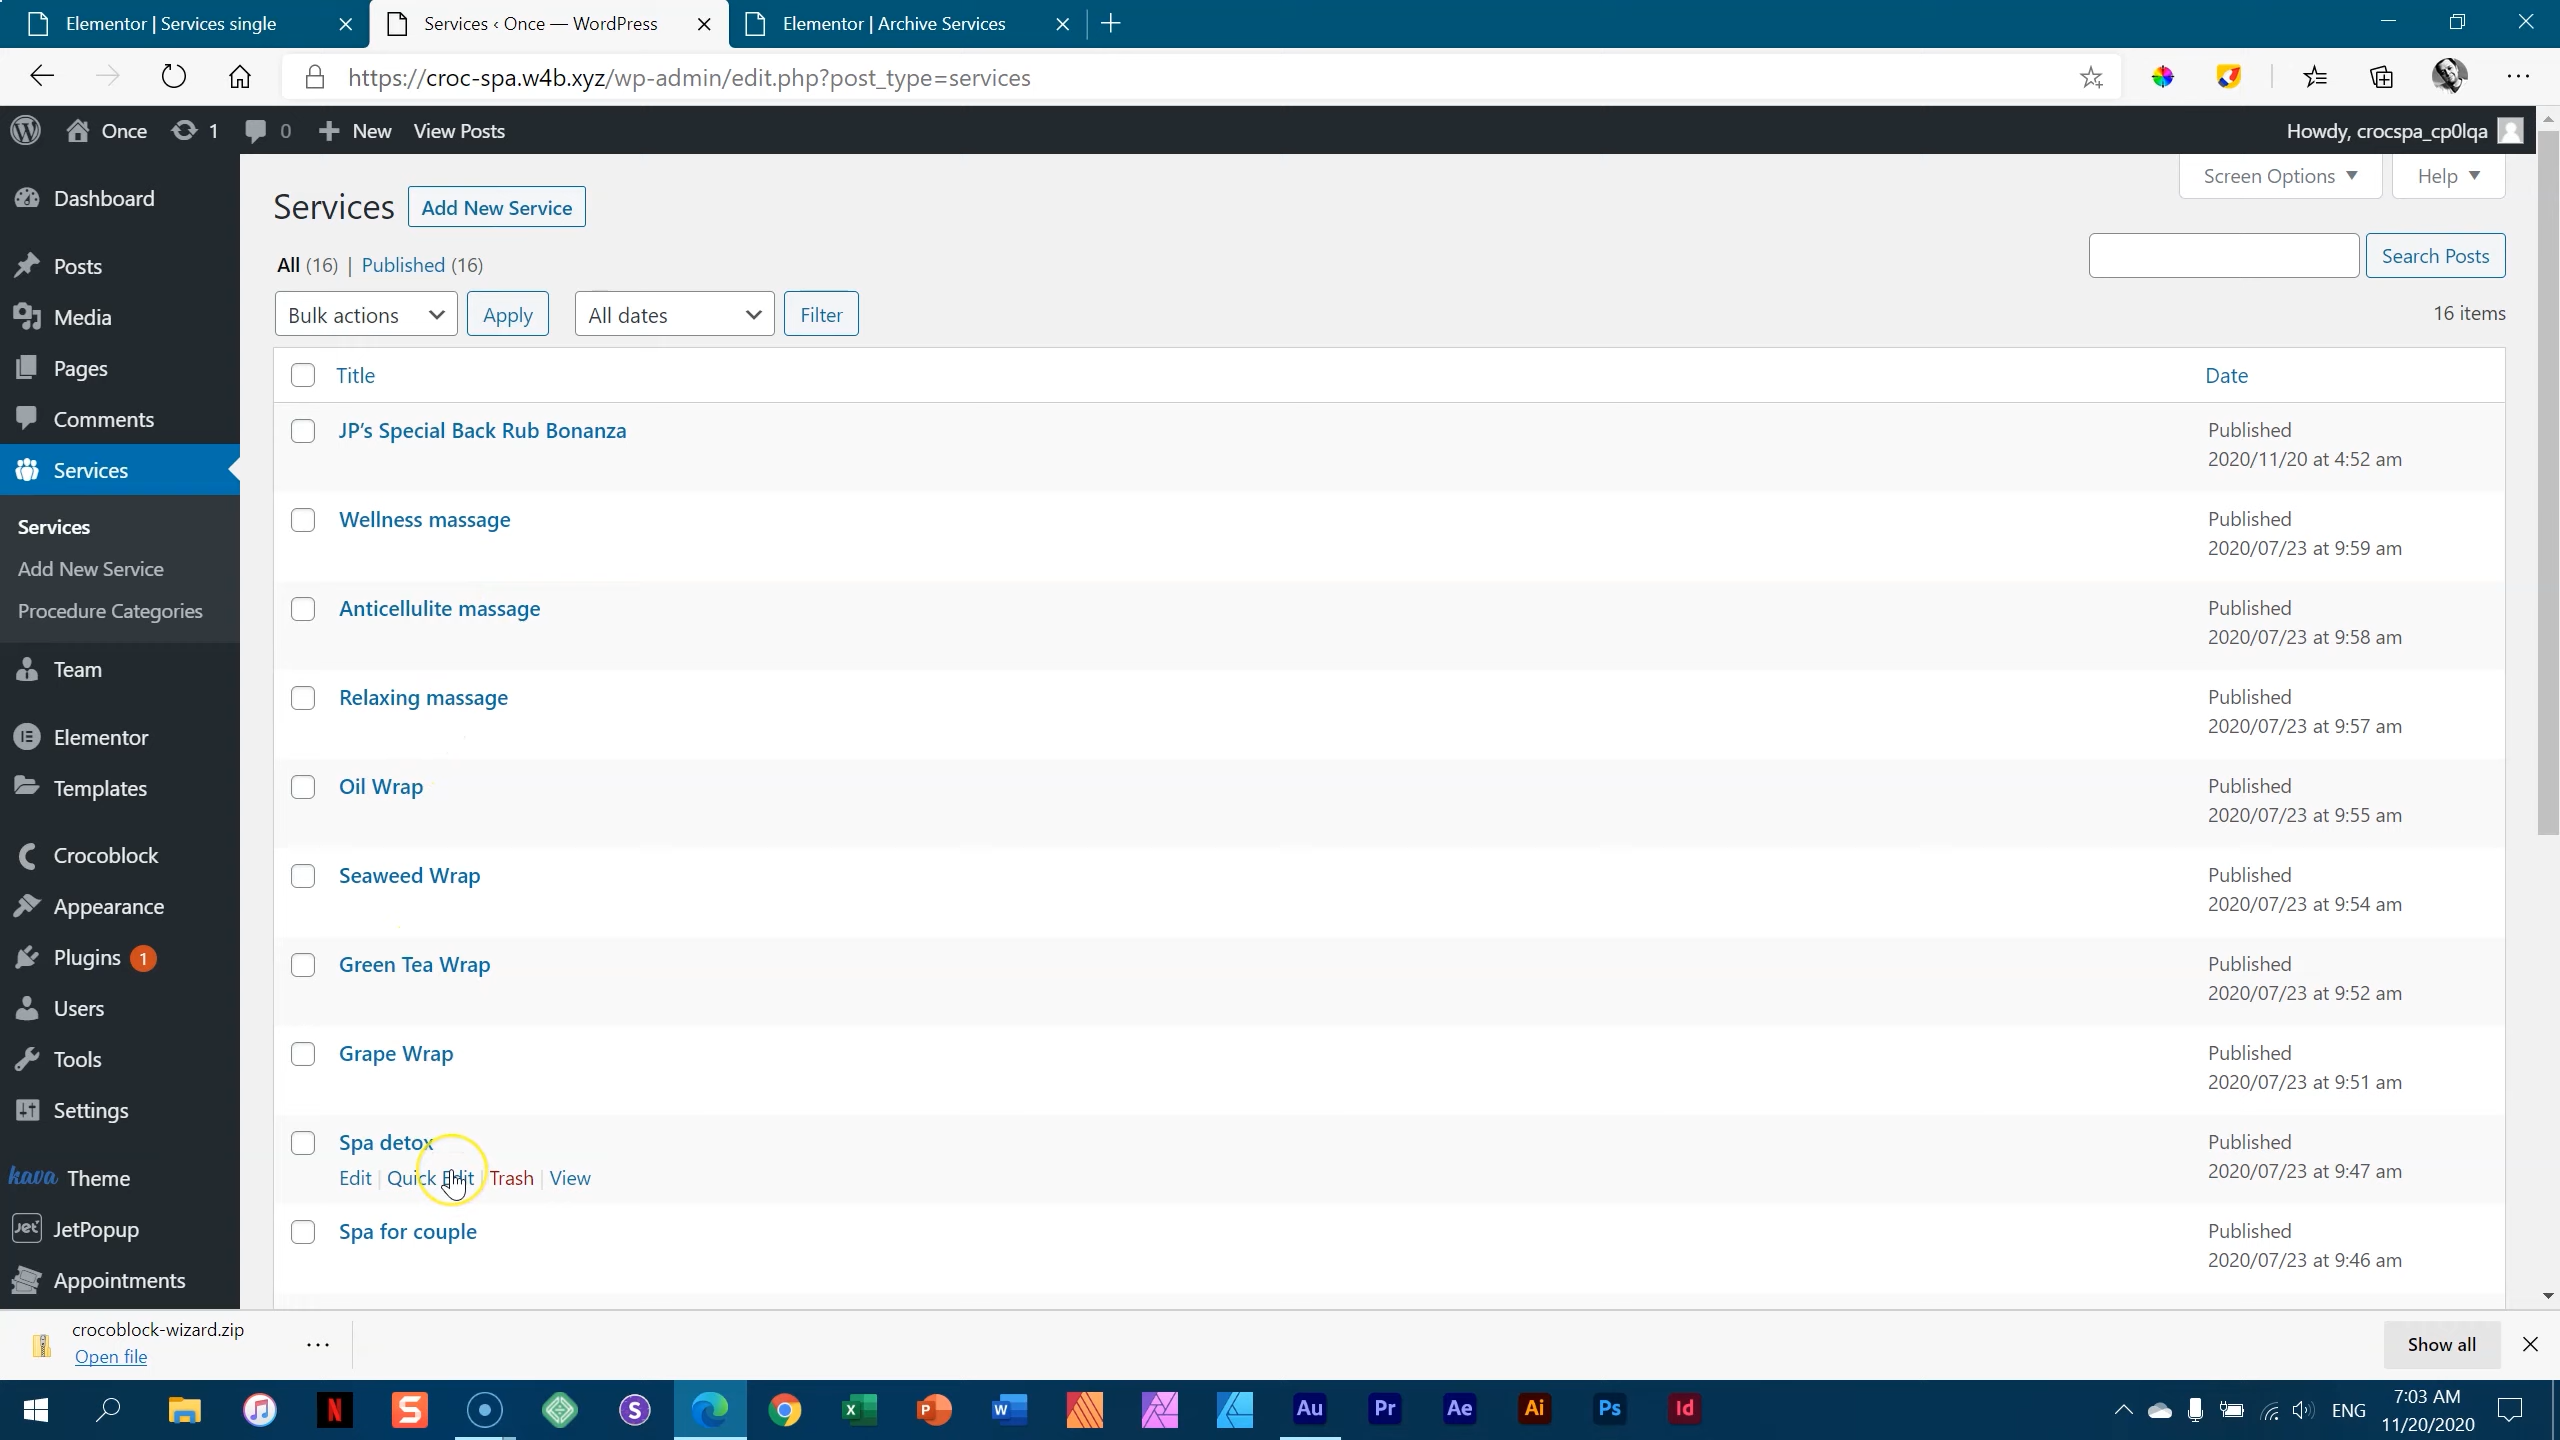 Elementor | Services single
Services ‹ Once — WordPress
Elementor | Archive Services
https://croc-spa.w4b.xyz/wp-admin/edit.php?post_type=services
Once 1 0 New View Posts
Howdy, crocspa_cp0lqa
Screen Options
Help
Dashboard
Posts
Media
Pages
Comments
Services
Services
Add New Service
Procedure Categories
Team
Elementor
Templates
Crocoblock
Appearance
Plugins 1
Users
Tools
Settings
kava Theme
Jet JetPopup
Appointments
Services Add New Service
All (16) | Published (16)
Search Posts
Bulk actions Apply All dates Filter
16 items
Title Date
JP's Special Back Rub Bonanza Published
2020/11/20 at 4:52 am
Wellness massage Published
2020/07/23 at 9:59 am
Anticellulite massage Published
2020/07/23 at 9:58 am
Relaxing massage Published
2020/07/23 at 9:57 am
Oil Wrap Published
2020/07/23 at 9:55 am
Seaweed Wrap Published
2020/07/23 at 9:54 am
Green Tea Wrap Published
2020/07/23 at 9:52 am
Grape Wrap Published
2020/07/23 at 9:51 am
Spa detox Published
Edit | Quick Edit | Trash | View 2020/07/23 at 9:47 am
Spa for couple Published
2020/07/23 at 9:46 am
crocoblock-wizard.zip
Open file
Show all
N S S X P W Au Pr Ae Ai Ps Id
ENG
7:03 AM
11/20/2020